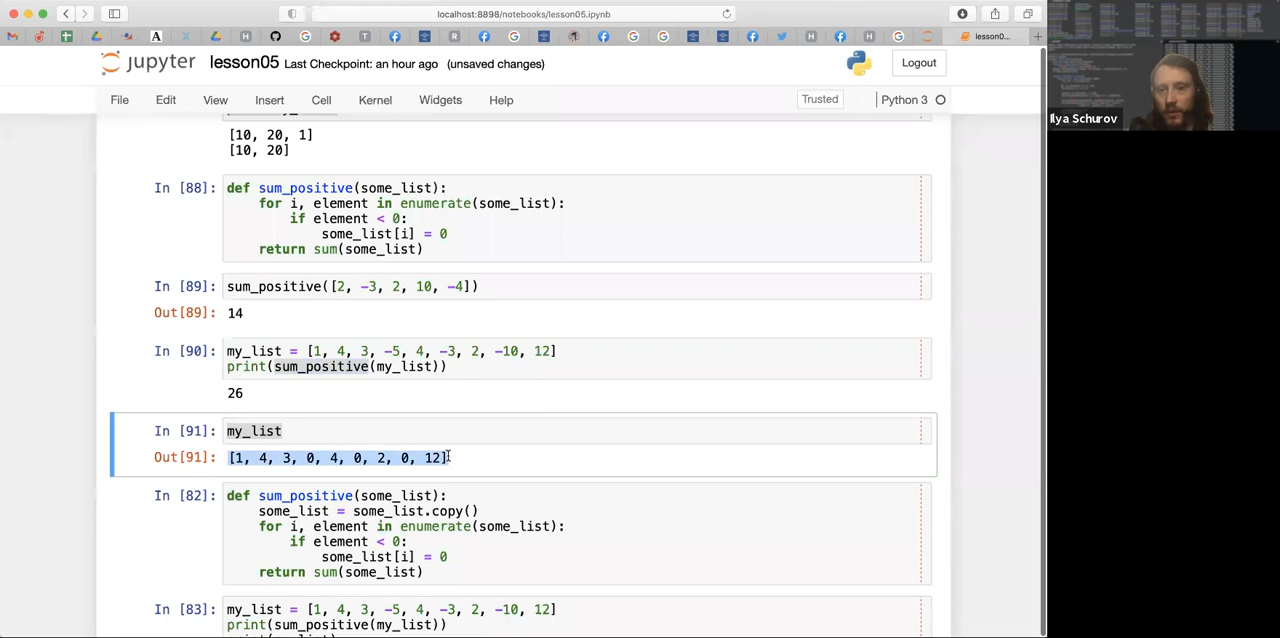 localhost:8898/notebooks/lesson05.ipynb
lesson0...
jupyter lesson05 Last Checkpoint: an hour ago (unsaved changes)
Logout
File Edit View Insert Cell Kernel Widgets Help
Trusted
Python 3
Ilya Schurov
[10, 20, 1]
[10, 20]
In [88]: def sum_positive(some_list):
for i, element in enumerate(some_list):
if element < 0:
some_list[i] = 0
return sum(some_list)
In [89]: sum_positive([2, -3, 2, 10, -4])
Out[89]: 14
In [90]: my_list = [1, 4, 3, -5, 4, -3, 2, -10, 12]
print(sum_positive(my_list))
26
In [91]: my_list
Out[91]: [1, 4, 3, 0, 4, 0, 2, 0, 12]
In [82]: def sum_positive(some_list):
some_list = some_list.copy()
for i, element in enumerate(some_list):
if element < 0:
some_list[i] = 0
return sum(some_list)
In [83]: my_list = [1, 4, 3, -5, 4, -3, 2, -10, 12]
print(sum_positive(my_list))